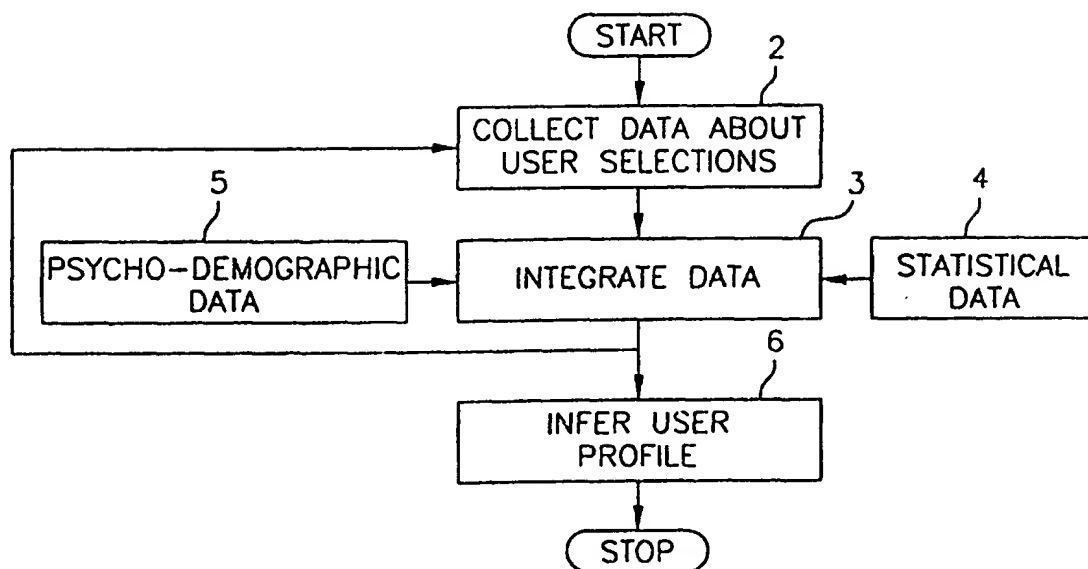 START
2
COLLECT DATA ABOUT
USER SELECTIONS
5
3
4
PSYCHO-DEMOGRAPHIC
DATA
INTEGRATE DATA
STATISTICAL
DATA
6
INFER USER
PROFILE
STOP